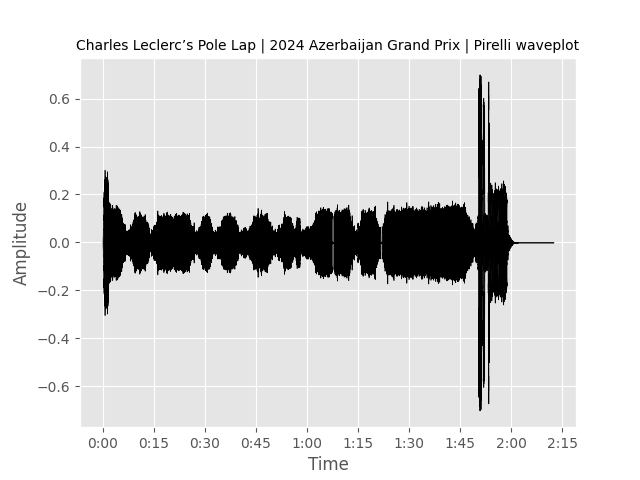 Charles Leclerc’s Pole Lap | 2024 Azerbaijan Grand Prix | Pirelli waveplot
0.6
0.4
0.2
0.0
−0.2
−0.4
−0.6
Amplitude
0:00 0:15 0:30 0:45 1:00 1:15 1:30 1:45 2:00 2:15
Time